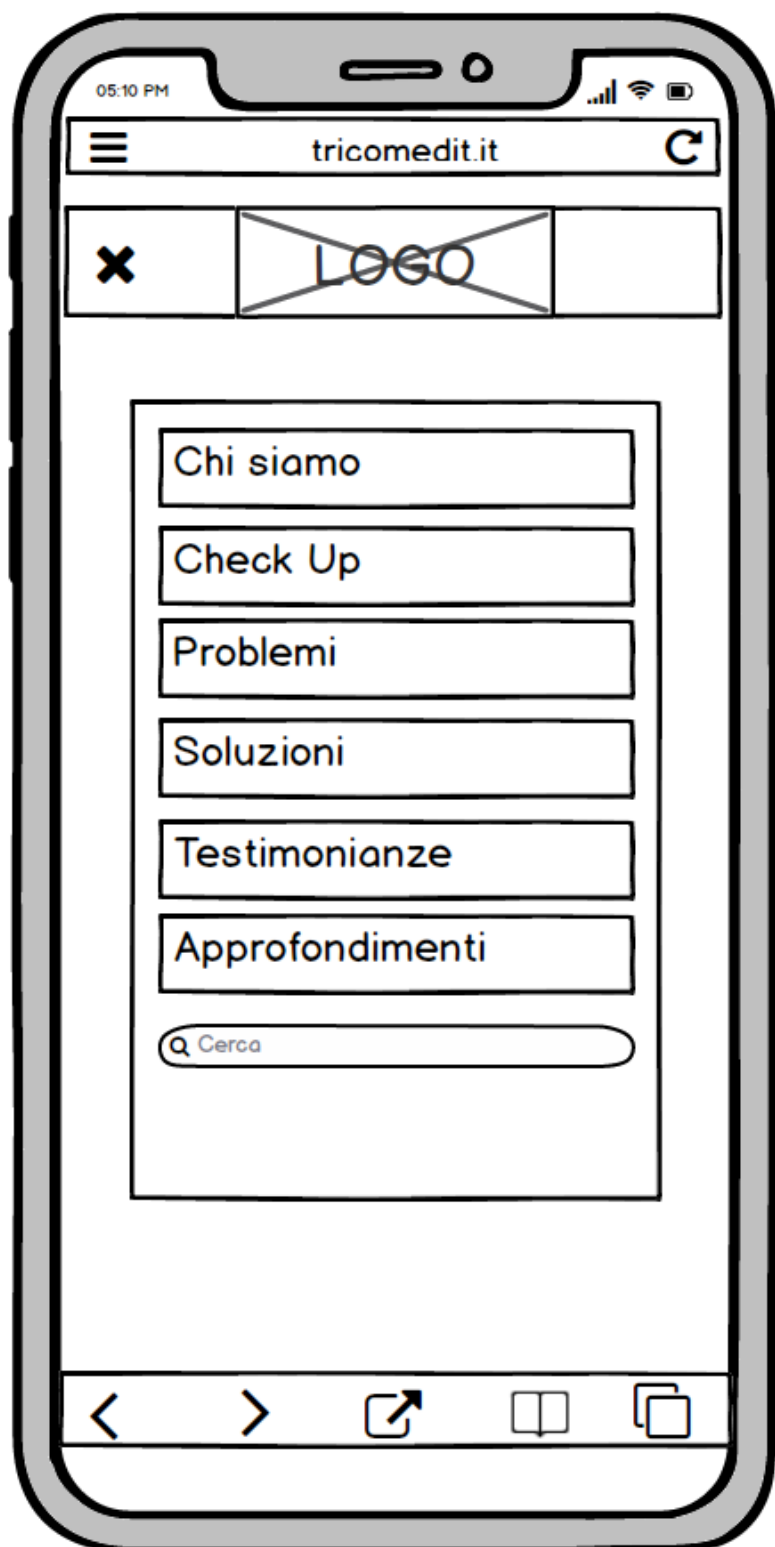 05:10 PM
tricomedit.it
LOGO
Chi siamo
Check Up
Problemi
Soluzioni
Testimonianze
Approfondimenti
Cerca